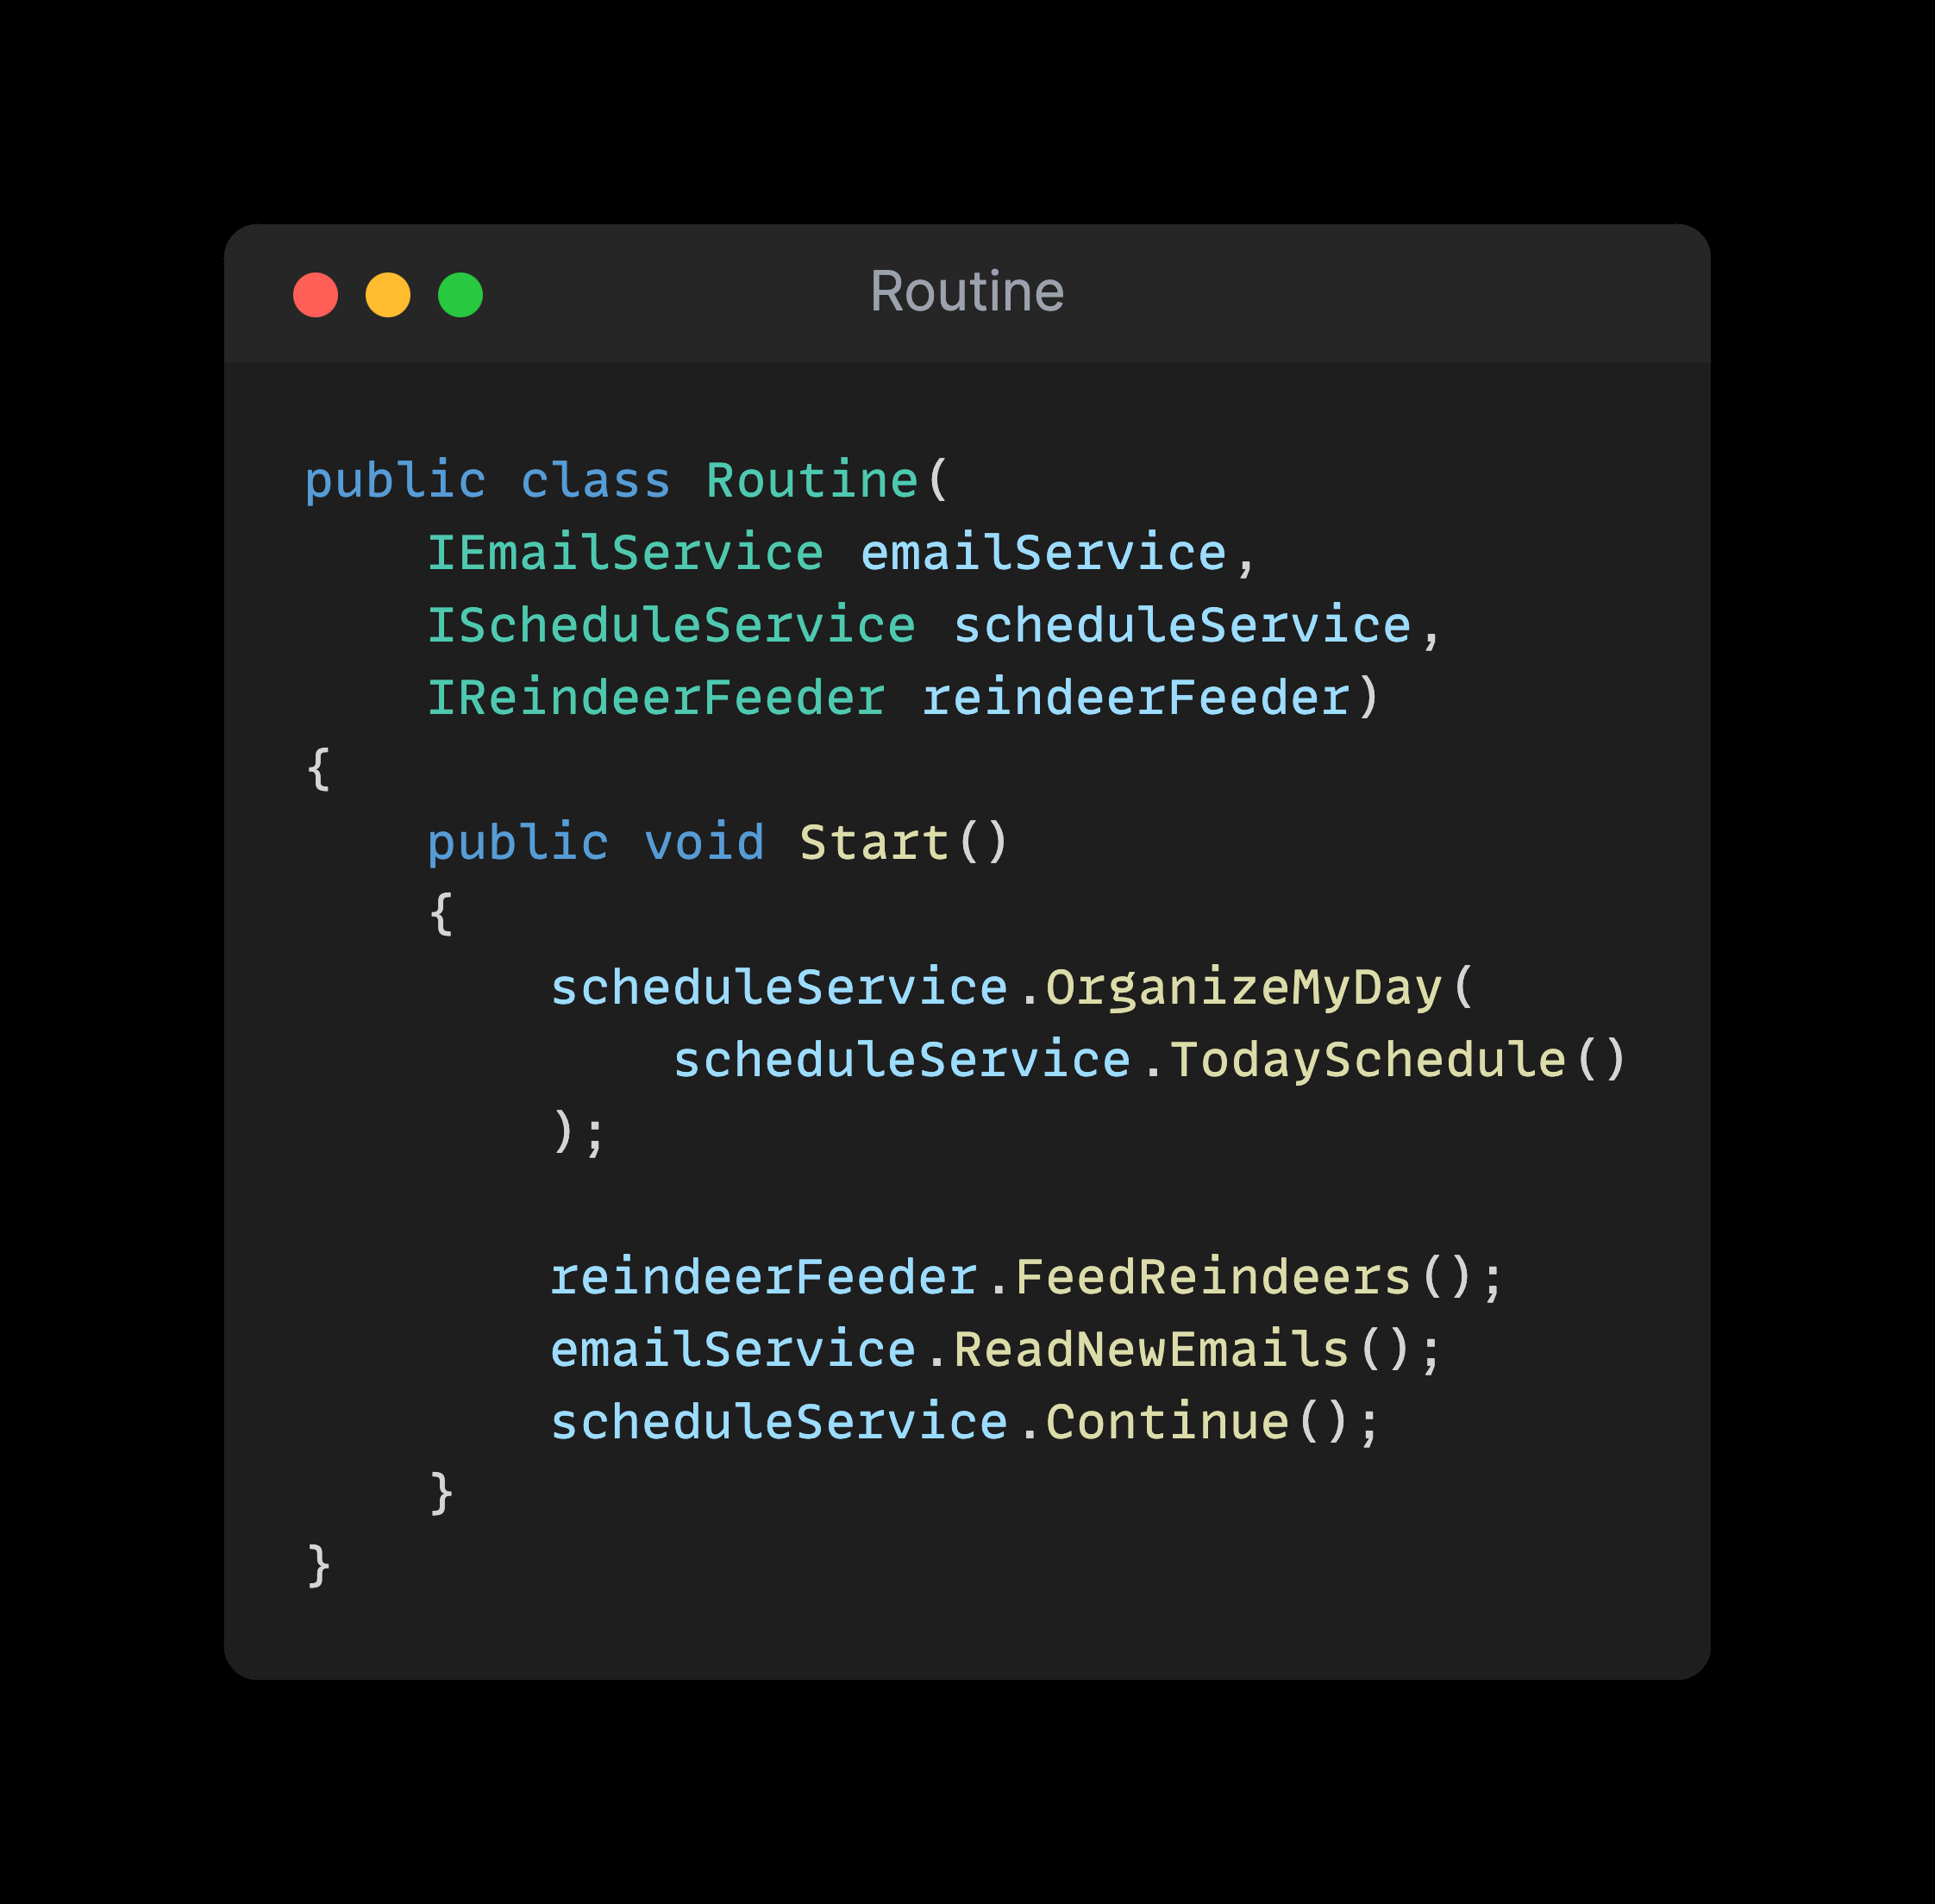 Routine
public class Routine(
    IEmailService emailService,
    IScheduleService scheduleService,
    IReindeerFeeder reindeerFeeder)
{
    public void Start()
    {
        scheduleService.OrganizeMyDay(
            scheduleService.TodaySchedule()
        );

        reindeerFeeder.FeedReindeers();
        emailService.ReadNewEmails();
        scheduleService.Continue();
    }
}